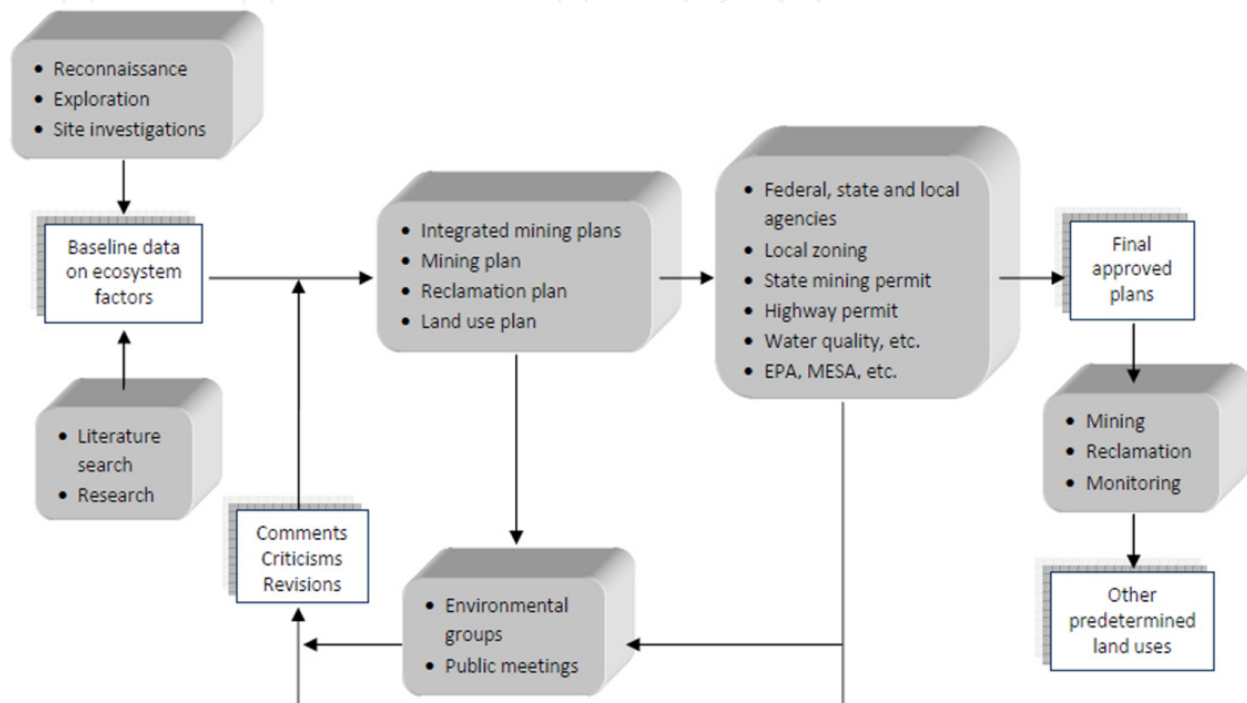 • Reconnaissance
• Exploration
• Site investigations
Baseline data
on ecosystem
factors
• Literature
search
• Research
Comments
Criticisms
Revisions
• Integrated mining plans
• Mining plan
• Reclamation plan
• Land use plan
• Environmental
groups
• Public meetings
• Federal, state and local
agencies
• Local zoning
• State mining permit
• Highway permit
• Water quality, etc.
• EPA, MESA, etc.
Final
approved
plans
• Mining
• Reclamation
• Monitoring
Other
predetermined
land uses